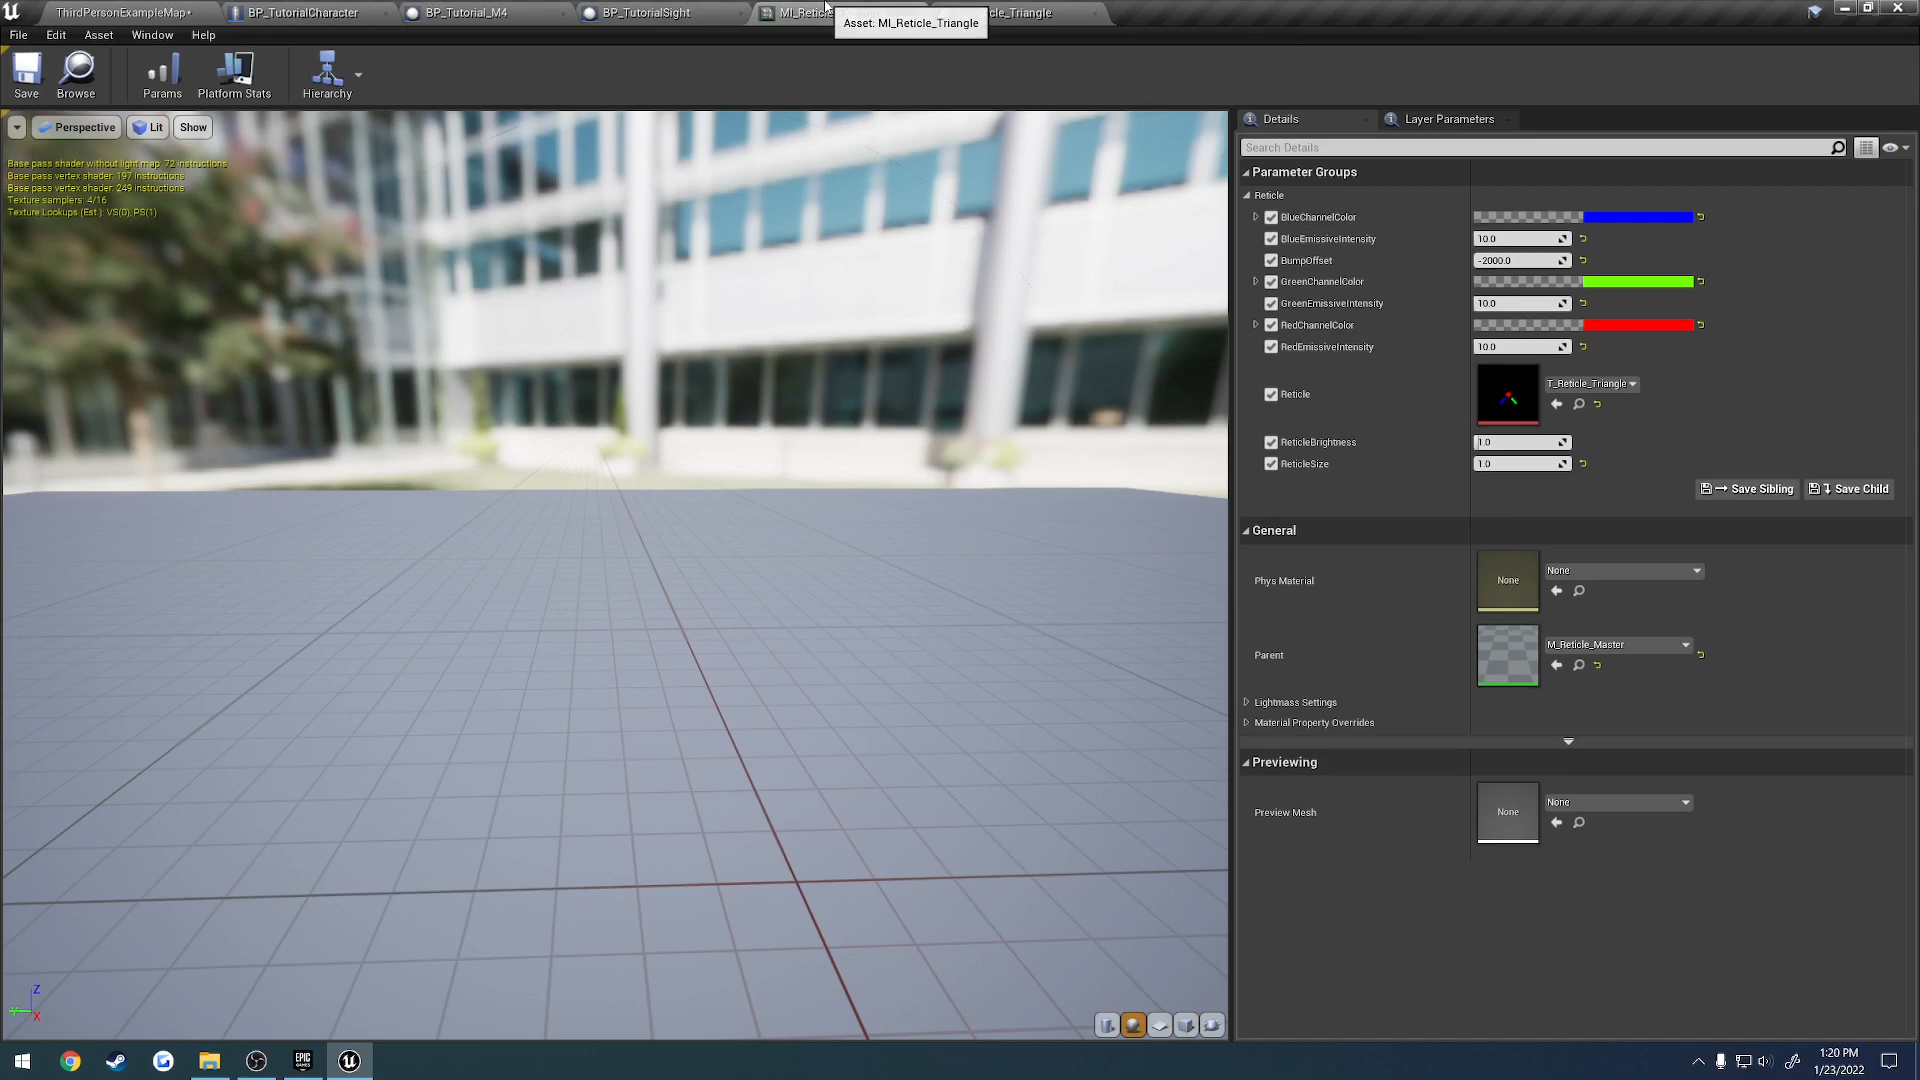 ThirdPersonExampleMap*
BP_TutorialCharacter
BP_Tutorial_M4
BP_TutorialSight
MI_Retic
cle_Triangle
Asset: MI_Reticle_Triangle
File
Edit
Asset
Window
Help
Save
Browse
Params
Platform Stats
Hierarchy
Perspective
Lit
Show
Base pass shader without light map: 72 instructions
Base pass vertex shader: 197 instructions
Base pass vertex shader: 249 instructions
Texture samplers: 4/16
Texture Lookups (Est.): VS(0), PS(1)
Z
X
Details
Layer Parameters
Search Details
Parameter Groups
Reticle
BlueChannelColor
BlueEmissiveIntensity 10.0
BumpOffset -2000.0
GreenChannelColor
GreenEmissiveIntensity 10.0
RedChannelColor
RedEmissiveIntensity 10.0
Reticle T_Reticle_Triangle
ReticleBrightness 1.0
ReticleSize 1.0
Save Sibling
Save Child
General
Phys Material None None
Parent M_Reticle_Master
Lightmass Settings
Material Property Overrides
Previewing
Preview Mesh None None
EPIC
GAMES
1:20 PM
1/23/2022